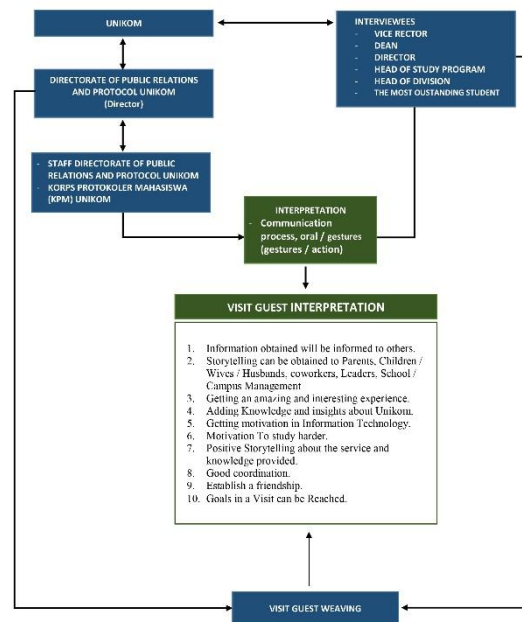 UNIKOM
INTERVIEWEES
- VICE RECTOR
- DEAN
- DIRECTOR
- HEAD OF STUDY PROGRAM
- HEAD OF DIVISION
- THE MOST OUSTANDING STUDENT
DIRECTORATE OF PUBLIC RELATIONS
AND PROTOCOL UNIKOM
(Director)
- STAFF DIRECTORATE OF PUBLIC
RELATIONS AND PROTOCOL UNIKOM
- KORPS PROTOKOLER MAHASISWA
(KPM) UNIKOM
INTERPRETATION
- Communication
process, oral / gestures
(gestures / action)
VISIT GUEST INTERPRETATION
1. Information obtained will be informed to others.
2. Storytelling can be obtained to Parents, Children /
Wives / Husbands, coworkers, Leaders, School /
Campus Management
3. Getting an amazing and interesting experience.
4. Adding Knowledge and insights about Unikom.
5. Getting motivation in Information Technology.
6. Motivation To study harder.
7. Positive Storytelling about the service and
knowledge provided.
8. Good coordination.
9. Establish a friendship.
10. Goals in a Visit can be Reached.
VISIT GUEST WEAVING